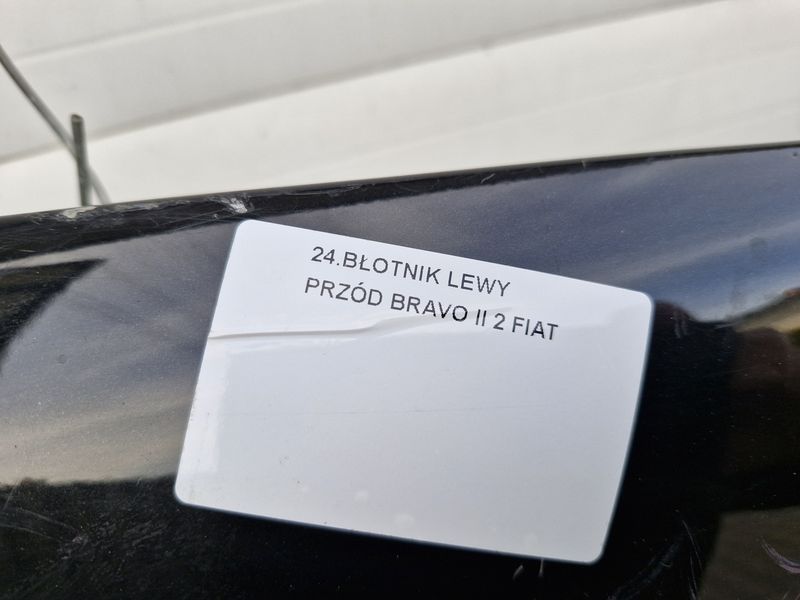 24.BŁOTNIK LEWY
PRZÓD BRAVO II 2 FIAT